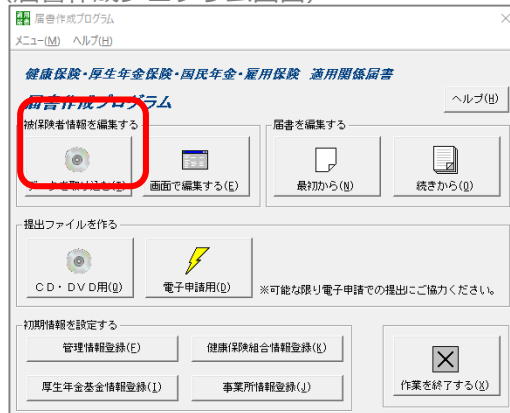 (届書作成プログラム画面)
届書作成プログラム
メニュー(M) ヘルプ(H)
健康保険・厚生年金保険・国民年金・雇用保険 適用関係届書
届書作成プログラム
ヘルプ(H)
被保険者情報を編集する
届書を編集する
データを取り込む
画面で編集する(E)
最初から(N)
続きから(O)
提出ファイルを作る
CD・DVD用(Q)
電子申請用(D)
※可能な限り電子申請での提出にご協力ください。
初期情報を設定する
管理情報登録(F)
健康保険組合情報登録(K)
厚生年金基金情報登録(I)
事業所情報登録(J)
作業を終了する(X)